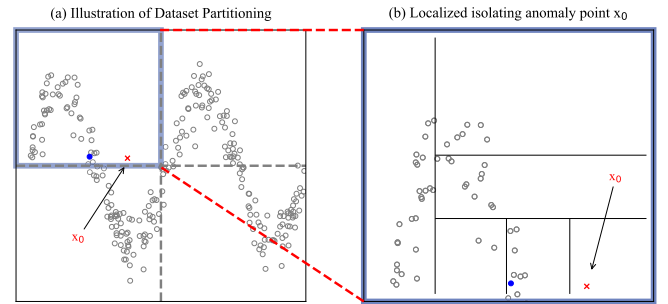 (a) Illustration of Dataset Partitioning
(b) Localized isolating anomaly point x₀
x₀
x₀